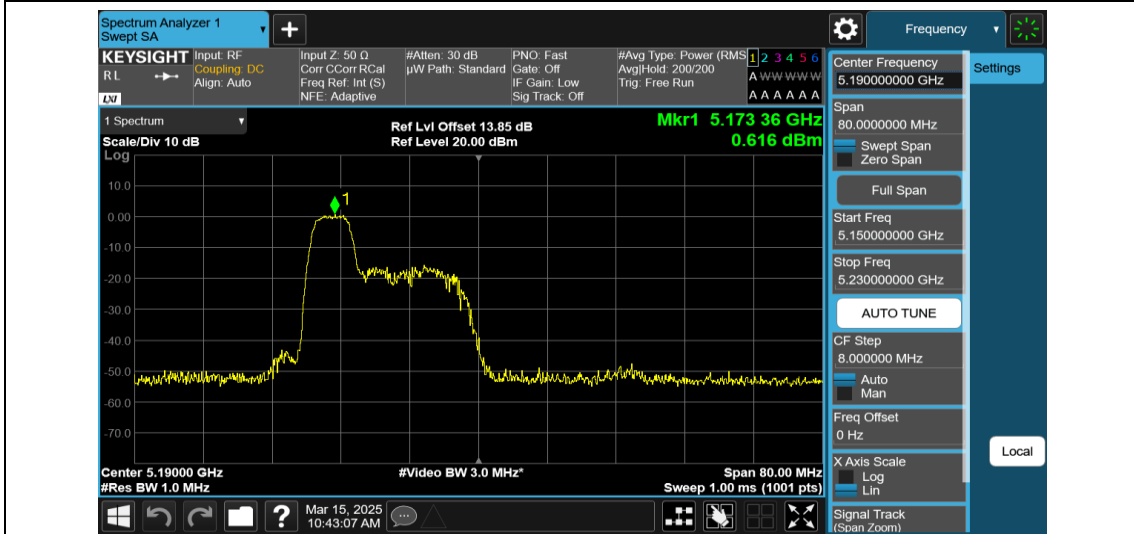 Spectrum Analyzer 1
Swept SA
+
Frequency
KEYSIGHT
R L
LXI
Input: RF
Coupling: DC
Align: Auto
Input Z: 50 Ω
Corr CCorr RCal
Freq Ref: Int (S)
NFE: Adaptive
#Atten: 30 dB
µW Path: Standard
PNO: Fast
Gate: Off
IF Gain: Low
Sig Track: Off
#Avg Type: Power (RMS
Avg|Hold: 200/200
Trig: Free Run
1 2 3 4 5 6
A W W W W W
A A A A A A
1 Spectrum
Scale/Div 10 dB
Log
Ref Lvl Offset 13.85 dB
Ref Level 20.00 dBm
Mkr1 5.173 36 GHz
0.616 dBm
1
10.0
0.00
-10.0
-20.0
-30.0
-40.0
-50.0
-60.0
-70.0
Center 5.19000 GHz
#Res BW 1.0 MHz
#Video BW 3.0 MHz*
Span 80.00 MHz
Sweep 1.00 ms (1001 pts)
?
Mar 15, 2025
10:43:07 AM
Center Frequency
5.190000000 GHz
Span
80.0000000 MHz
Swept Span
Zero Span
Full Span
Start Freq
5.150000000 GHz
Stop Freq
5.230000000 GHz
AUTO TUNE
CF Step
8.000000 MHz
Auto
Man
Freq Offset
0 Hz
X Axis Scale
Log
Lin
Signal Track
(Span Zoom)
Settings
Local